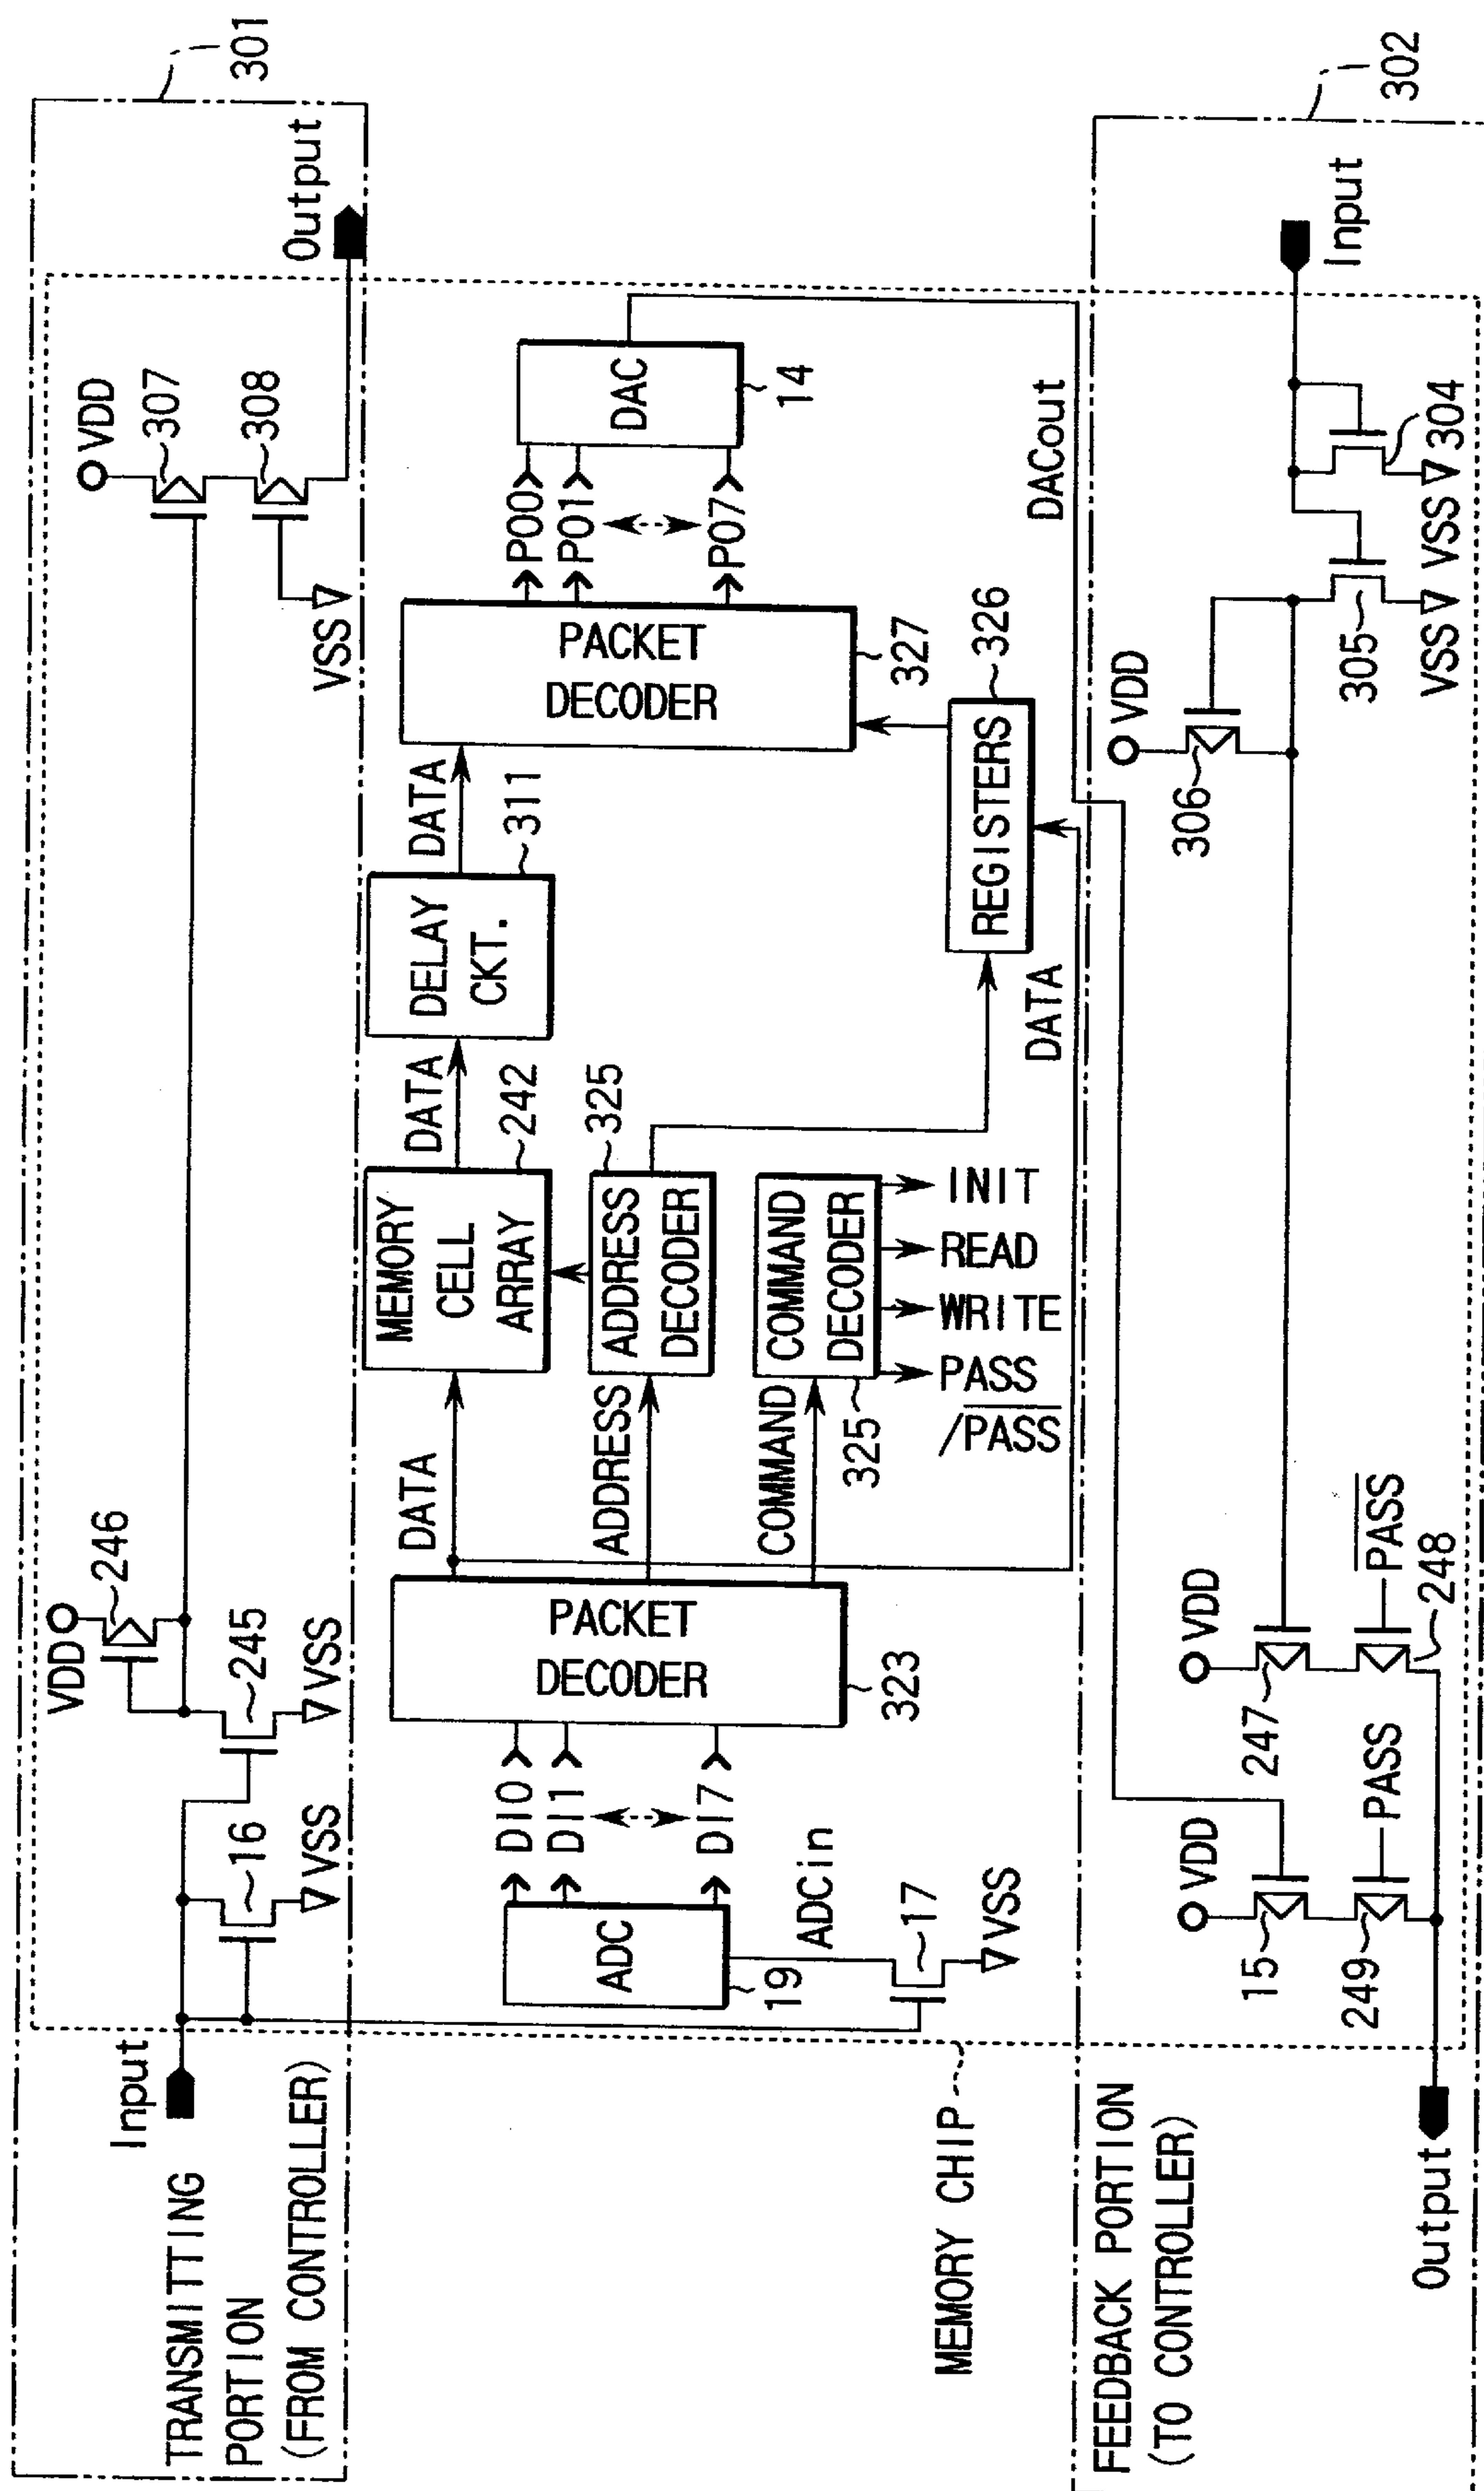 TRANSMITTING
PORTION
(FROM CONTROLLER)
Input
16
VSS
245
VSS
VDD
246
VDD
307
308
VSS
Output
301
MEMORY CHIP
ADC
19
ADCin
17
VSS
DI0
DI1
DI7
PACKET
DECODER
323
DATA
ADDRESS
COMMAND
MEMORY
CELL
ARRAY
242
ADDRESS
DECODER
325
COMMAND
DECODER
325
INIT
READ
WRITE
PASS
/PASS
DATA
DELAY
CKT.
311
DATA
PACKET
DECODER
327
REGISTERS
326
DATA
PO0
PO1
PO7
DAC
14
DACout
FEEDBACK PORTION
(TO CONTROLLER)
Output
VDD
15
249
PASS
VDD
247
248
PASS
VDD
306
305
VSS
304
VSS
Input
302